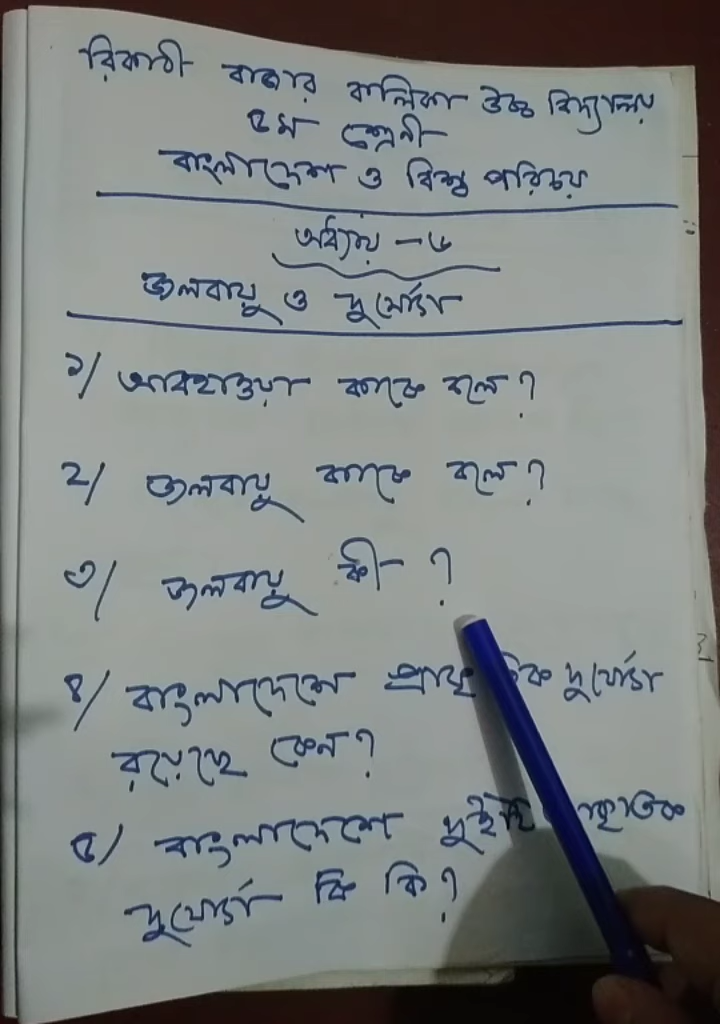 রিকাবী বাজার বালিকা উচ্চ বিদ্যালয়
৫ম শ্রেনী
বাংলাদেশ ও বিশ্ব পরিচয়
অধ্যায় - ৬
জলবায়ু ও দুর্যোগ
১/ আবহাওয়া কাকে বলে?
২/ জলবায়ু কাকে বলে?
৩/ জলবায়ু কী ?
৪/ বাংলাদেশে দুর্যোগ
রয়েছে কেন?
৫/ বাংলাদেশে দুইটি
দুযোর্গ কি কি?